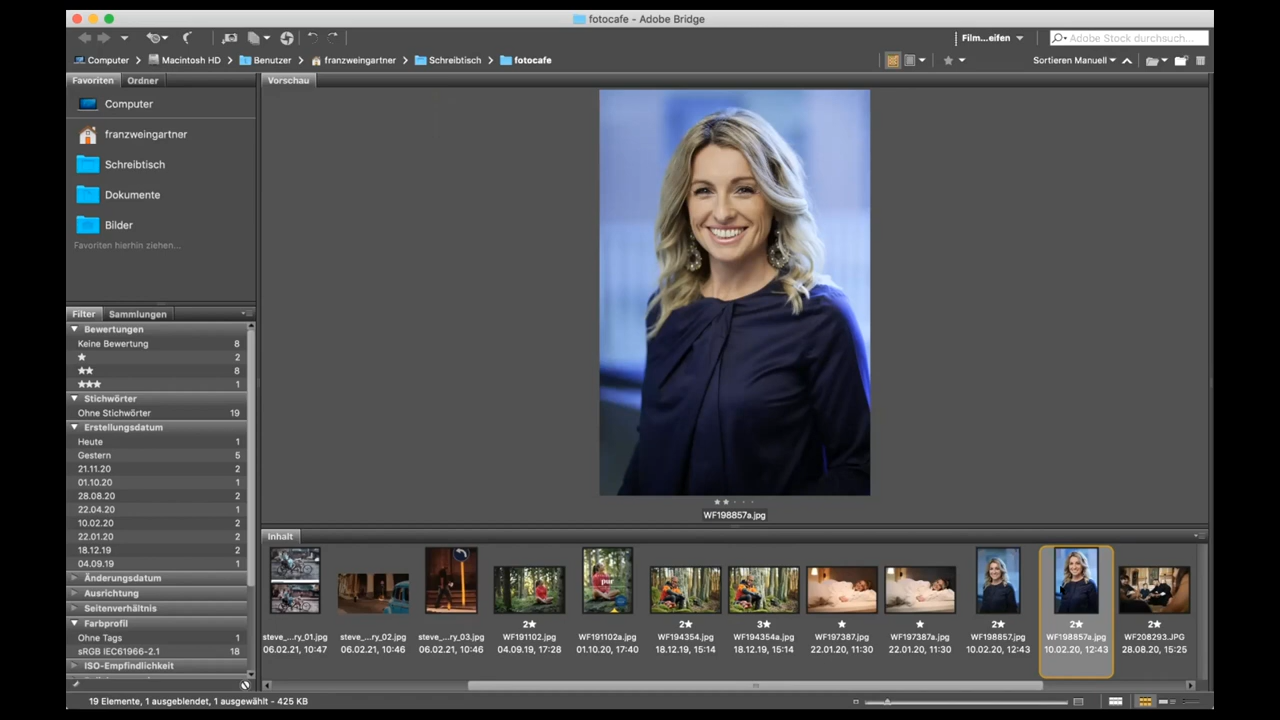 fotocafe - Adobe Bridge
Film...eifen
Adobe Stock durchsuch...
Computer > Macintosh HD > Benutzer > franzweingartner > Schreibtisch > fotocafe
Sortieren Manuell
Favoriten Ordner
Computer
franzweingartner
Schreibtisch
Dokumente
Bilder
Favoriten hierhin ziehen...
Filter Sammlungen
Bewertungen
Keine Bewertung 8
★ 2
★★ 8
★★★ 1
Stichwörter
Ohne Stichwörter 19
Erstellungsdatum
Heute 1
Gestern 5
21.11.20 2
01.10.20 1
28.08.20 2
22.04.20 1
10.02.20 2
22.01.20 2
18.12.19 2
04.09.19 1
Änderungsdatum
Ausrichtung
Seitenverhältnis
Farbprofil
Ohne Tags 1
sRGB IEC61966-2.1 18
ISO-Empfindlichkeit
Vorschau
WF198857a.jpg
Inhalt
pur
2★ 2★ 3★ ★ ★ 2★ 2★ 2★
steve_...ry_01.jpg steve_...ry_02.jpg steve_...ry_03.jpg WF191102.jpg WF191102a.jpg WF194354.jpg WF194354a.jpg WF197387.jpg WF197387a.jpg WF198857.jpg WF198857a.jpg WF208293.JPG
06.02.21, 10:47 06.02.21, 10:46 06.02.21, 10:46 04.09.19, 17:28 01.10.20, 17:40 18.12.19, 15:14 18.12.19, 15:14 22.01.20, 11:30 22.01.20, 11:30 10.02.20, 12:43 10.02.20, 12:43 28.08.20, 15:25
19 Elemente, 1 ausgeblendet, 1 ausgewählt - 425 KB